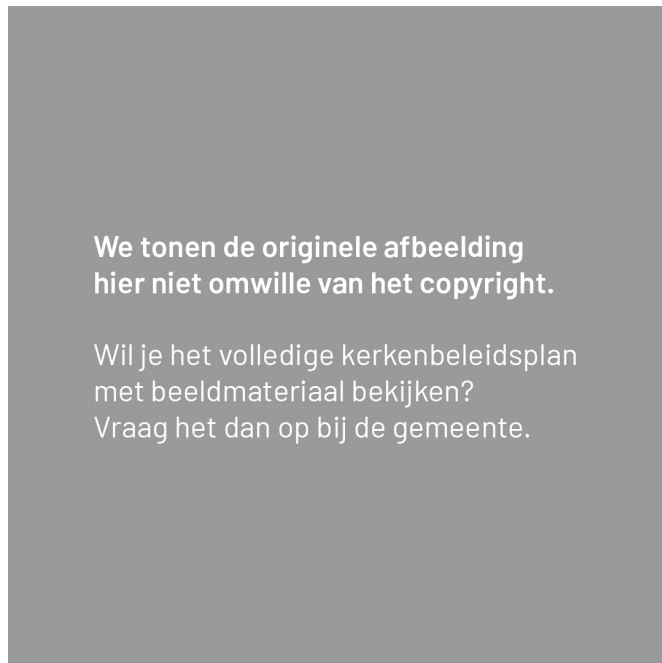 We tonen de originele afbeelding
hier niet omwille van het copyright.
Wil je het volledige kerkenbeleidsplan
met beeldmateriaal bekijken?
Vraag het dan op bij de gemeente.